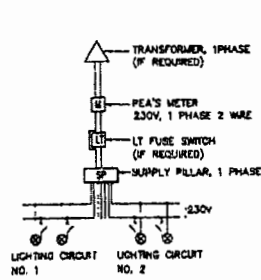 TRANSFORMER, 1PHASE
(IF REQUIRED)
M
PEA'S METER
230V, 1 PHASE 2 WIRE
LT
LT FUSE SWITCH
(IF REQUIRED)
SP
SUPPLY PILLAR, 1 PHASE
230V
LIGHTING CIRCUIT
NO. 1
LIGHTING CIRCUIT
NO. 2